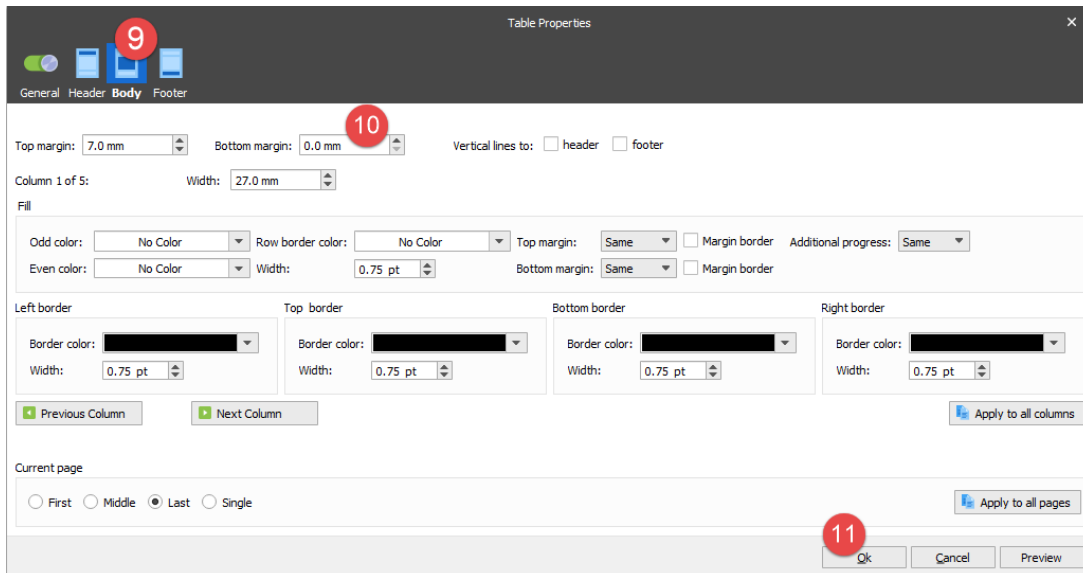 Table Properties
9
General Header Body Footer
10
Top margin: 7.0 mm Bottom margin: 0.0 mm Vertical lines to: header footer
Column 1 of 5: Width: 27.0 mm
Fill
Odd color: No Color Row border color: No Color Top margin: Same Margin border Additional progress: Same
Even color: No Color Width: 0.75 pt Bottom margin: Same Margin border
Left border Top border Bottom border Right border
Border color: Border color: Border color: Border color:
Width: 0.75 pt Width: 0.75 pt Width: 0.75 pt Width: 0.75 pt
Previous Column Next Column Apply to all columns
Current page
First Middle Last Single Apply to all pages
11
Ok Cancel Preview